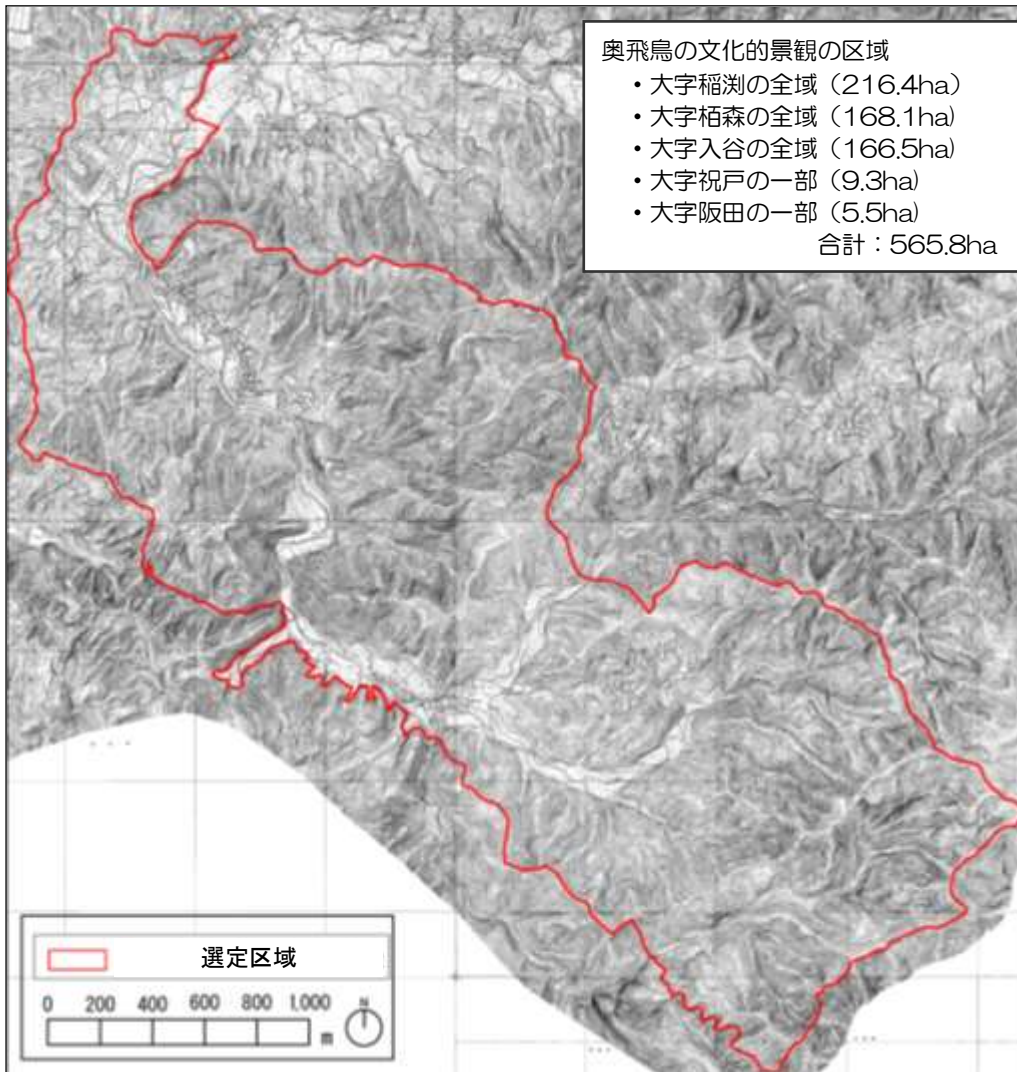 奥飛鳥の文化的景観の区域
・大字稲渕の全域（216.4ha）
・大字栢森の全域（168.1ha)
・大字入谷の全域（166.5ha)
・大字祝戸の一部（9.3ha)
・大字阪田の一部（5.5ha）
合計：565.8ha
選定区域
0 200 400 600 800 1,000
m
N